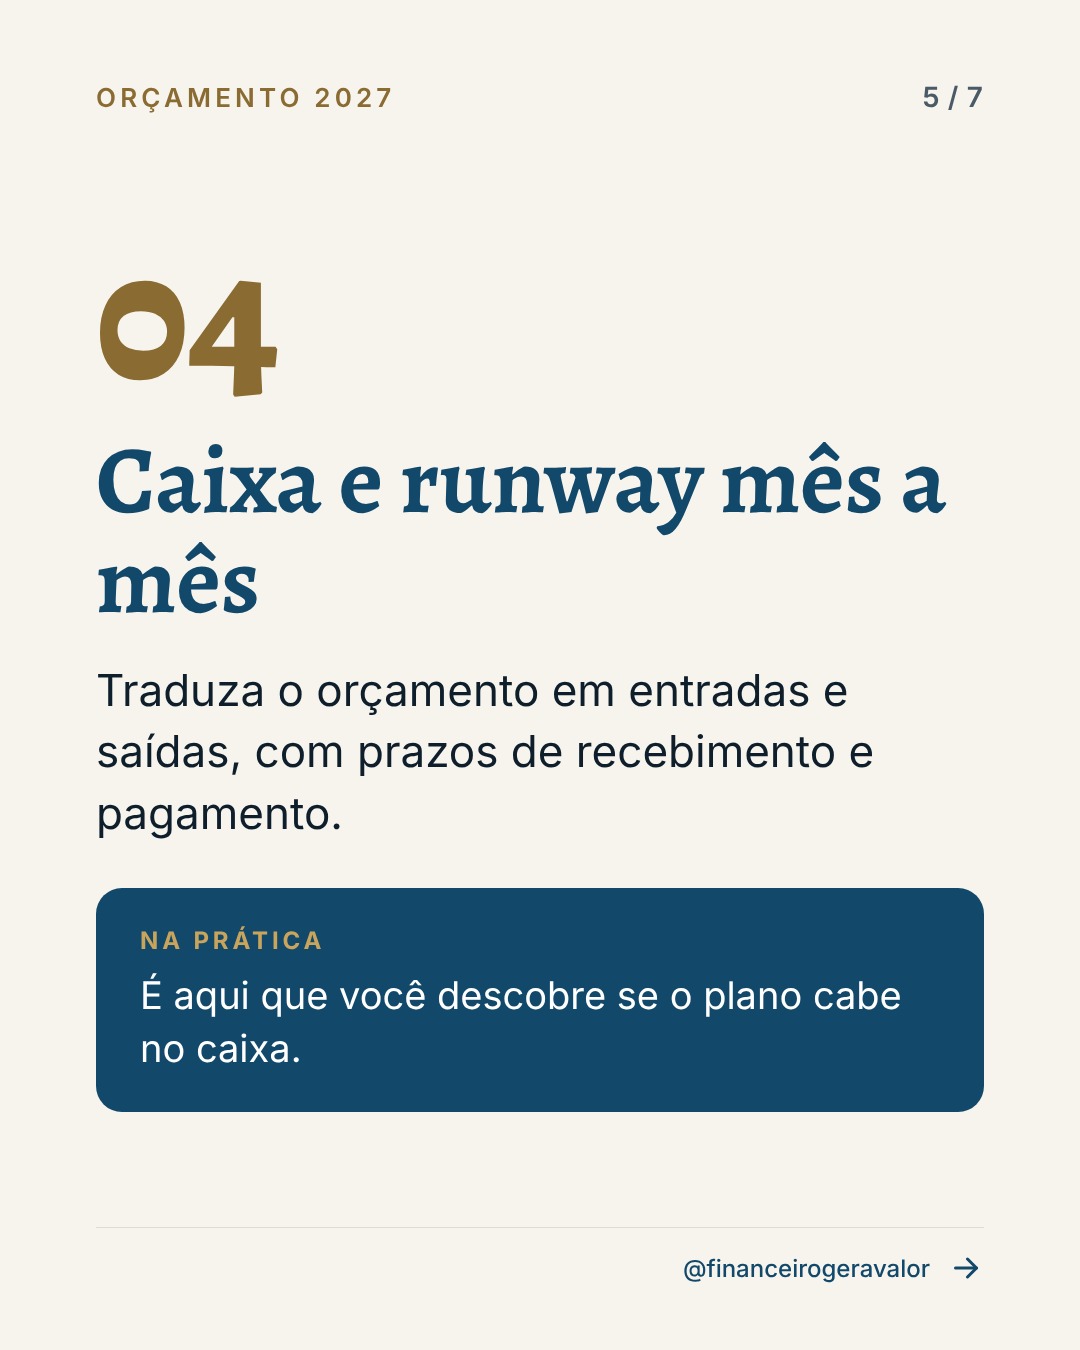 ORÇAMENTO 2027
5 / 7
04
Caixa e runway mês a
mês
Traduza o orçamento em entradas e
saídas, com prazos de recebimento e
pagamento.
NA PRÁTICA
É aqui que você descobre se o plano cabe
no caixa.
@financeirogeravalor →